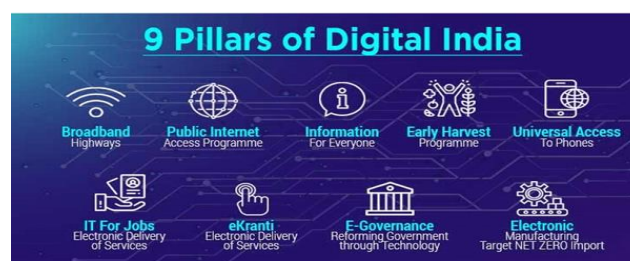 9 Pillars of Digital India
Broadband
Highways
Public Internet
Access Programme
Information
For Everyone
Early Harvest
Programme
Universal Access
To Phones
IT For Jobs
Electronic Delivery
of Services
eKranti
Electronic Delivery
of Services
E-Governance
Reforming Government
through Technology
Electronic
Manufacturing
Target NET ZERO Import